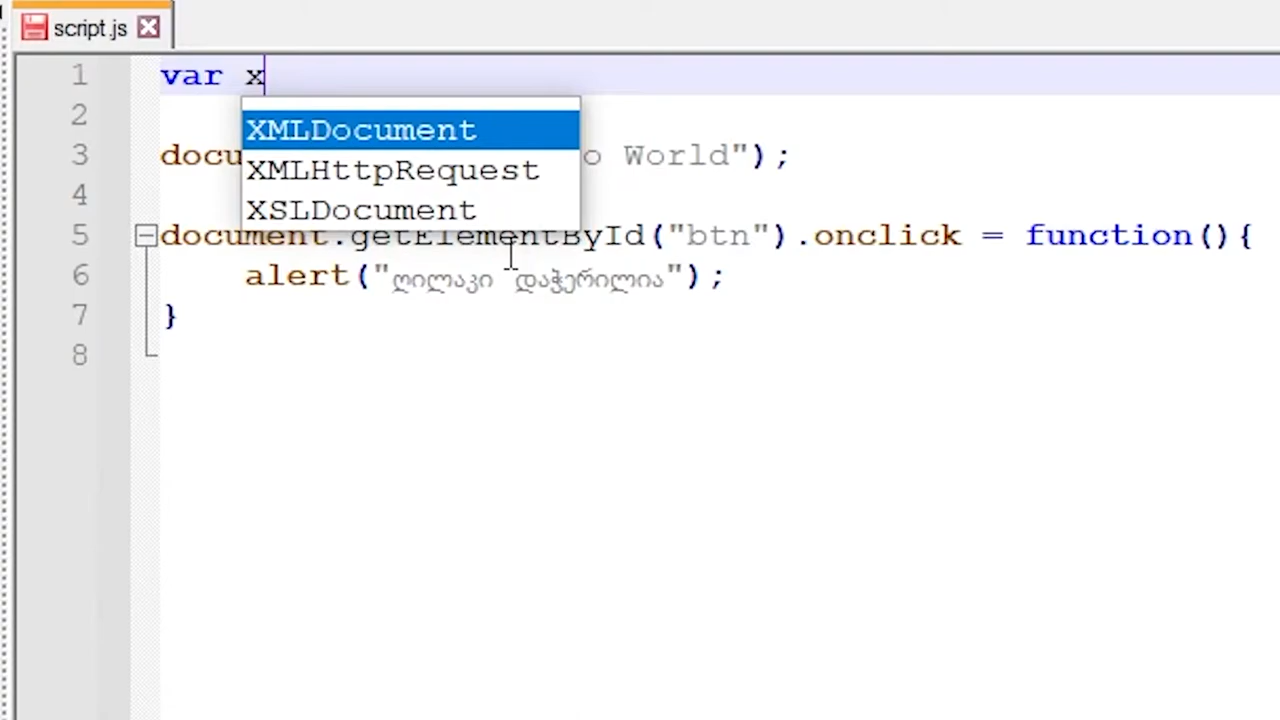 script.js
1 var x
XMLDocument
2
3 docu o World");
XMLHttpRequest
4
XSLDocument
5 document.getElementById("btn").onclick = function(){
6 alert("ღილაკი დაჭერილია");
7 }
8